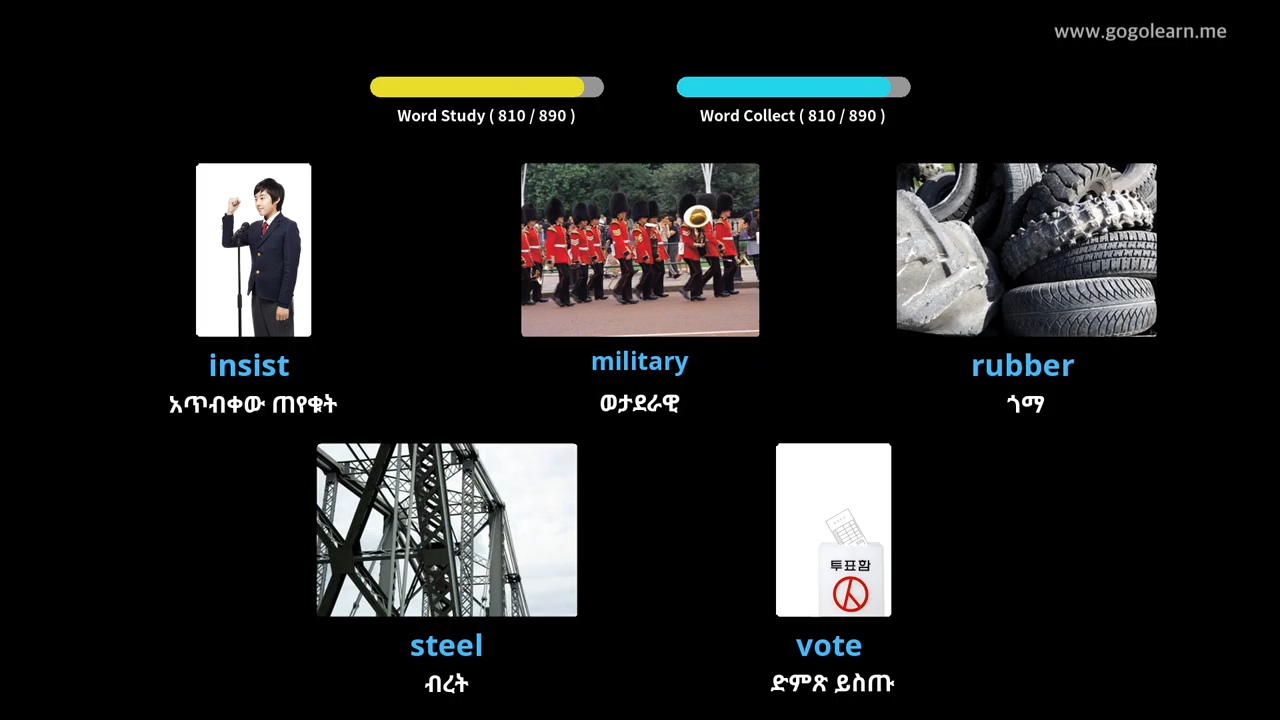 www.gogolearn.me
Word Study ( 810 / 890 )
Word Collect ( 810 / 890 )
insist
አጥብቀው ጠየቁት
military
ወታደራዊ
rubber
ጎማ
steel
ብረት
투표함
vote
ድምጽ ይስጡ